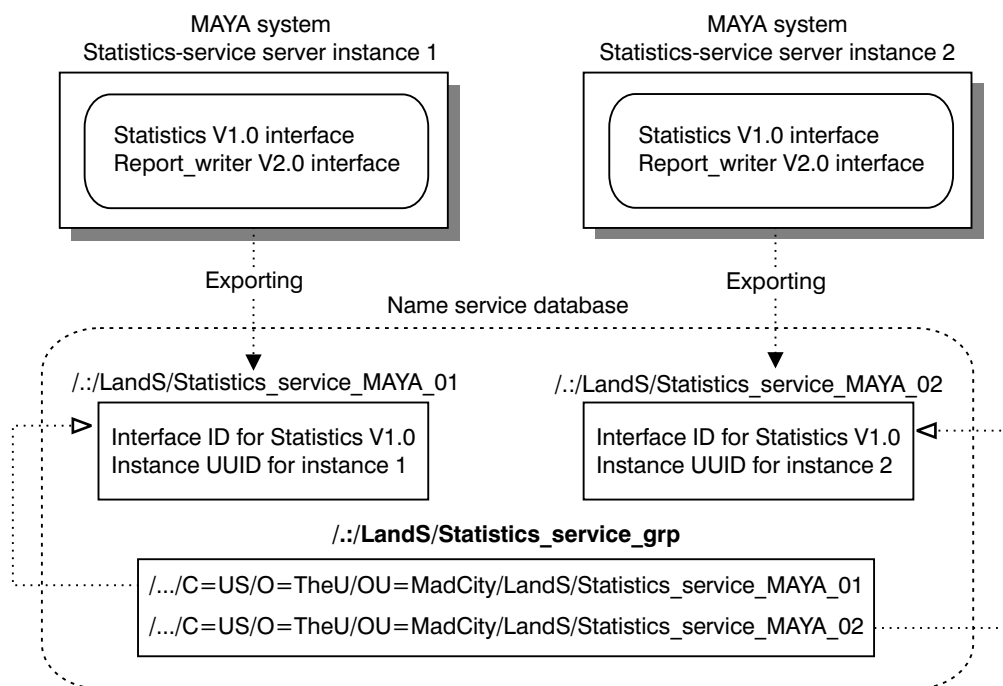 MAYA system
Statistics-service server instance 1
MAYA system
Statistics-service server instance 2
Statistics V1.0 interface
Report_writer V2.0 interface
Statistics V1.0 interface
Report_writer V2.0 interface
Exporting
Exporting
Name service database
/.:/LandS/Statistics_service_MAYA_01
/.:/LandS/Statistics_service_MAYA_02
Interface ID for Statistics V1.0
Instance UUID for instance 1
Interface ID for Statistics V1.0
Instance UUID for instance 2
/.:/LandS/Statistics_service_grp
/.../C=US/O=TheU/OU=MadCity/LandS/Statistics_service_MAYA_01
/.../C=US/O=TheU/OU=MadCity/LandS/Statistics_service_MAYA_02